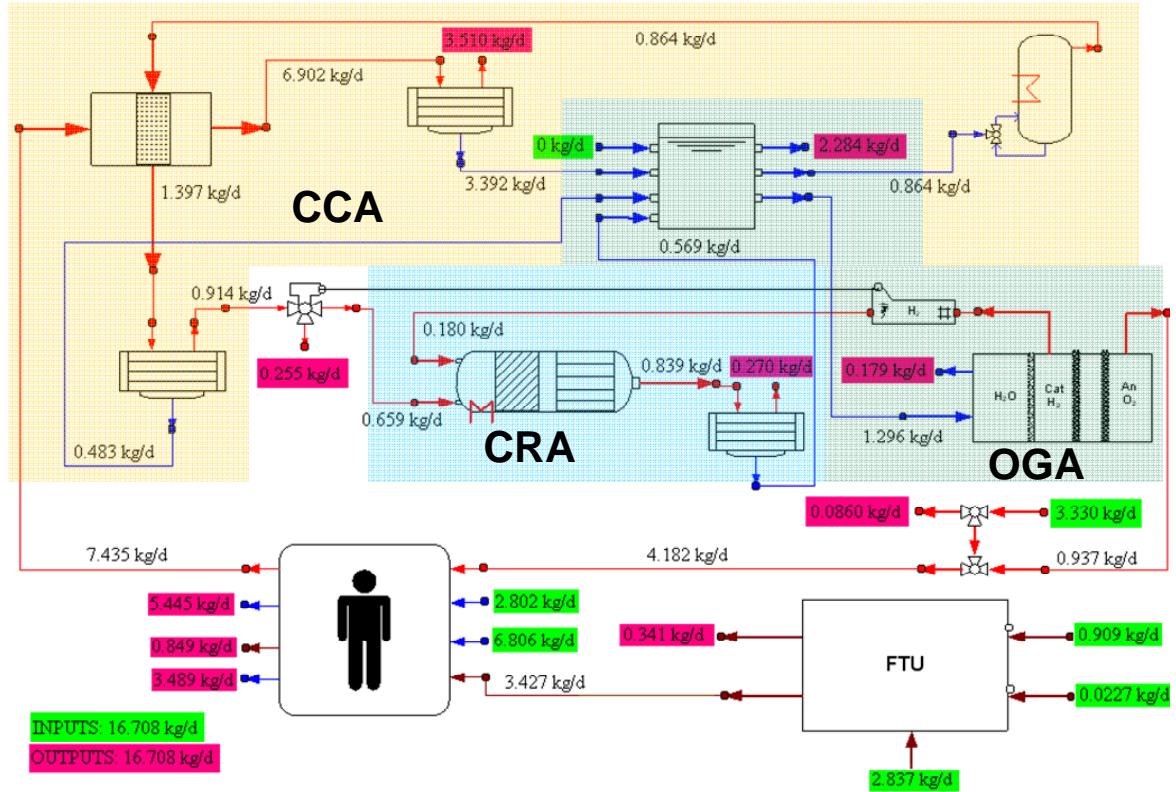 0.864 kg/d
3.510 kg/d
6.902 kg/d
0 kg/d
2.284 kg/d
3.392 kg/d
0.864 kg/d
1.397 kg/d
CCA
0.569 kg/d
0.914 kg/d
H₂
0.180 kg/d
0.255 kg/d
0.839 kg/d
0.270 kg/d
0.179 kg/d
H₂O
Cat
H₂
An
O₂
0.659 kg/d
CRA
1.296 kg/d
OGA
0.483 kg/d
0.0860 kg/d
3.330 kg/d
7.435 kg/d
4.182 kg/d
0.937 kg/d
5.445 kg/d
2.802 kg/d
0.849 kg/d
6.806 kg/d
0.341 kg/d
FTU
0.909 kg/d
3.489 kg/d
3.427 kg/d
0.0227 kg/d
INPUTS: 16.708 kg/d
OUTPUTS: 16.708 kg/d
2.837 kg/d